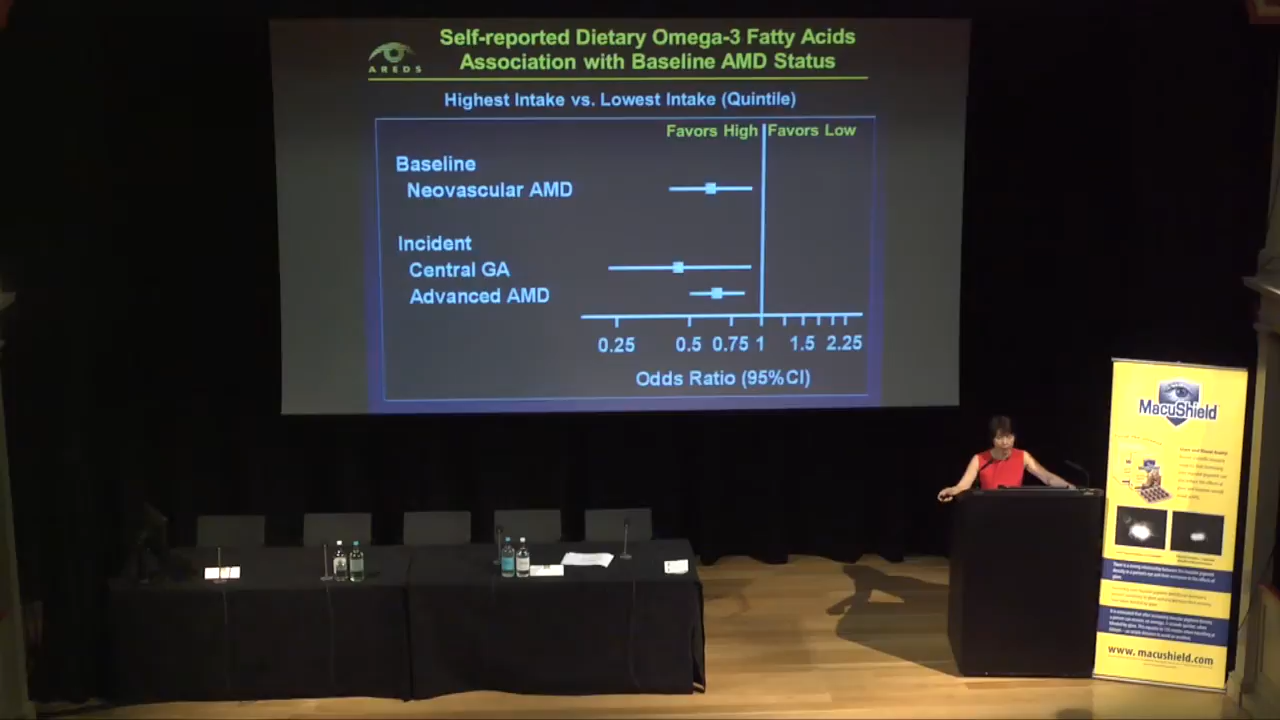 Self-reported Dietary Omega-3 Fatty Acids
Association with Baseline AMD Status
AREDS
Highest Intake vs. Lowest Intake (Quintile)
Favors High Favors Low
Baseline
Neovascular AMD
Incident
Central GA
Advanced AMD
0.25 0.5 0.75 1 1.5 2.25
Odds Ratio (95%CI)
MacuShield
www.macushield.com